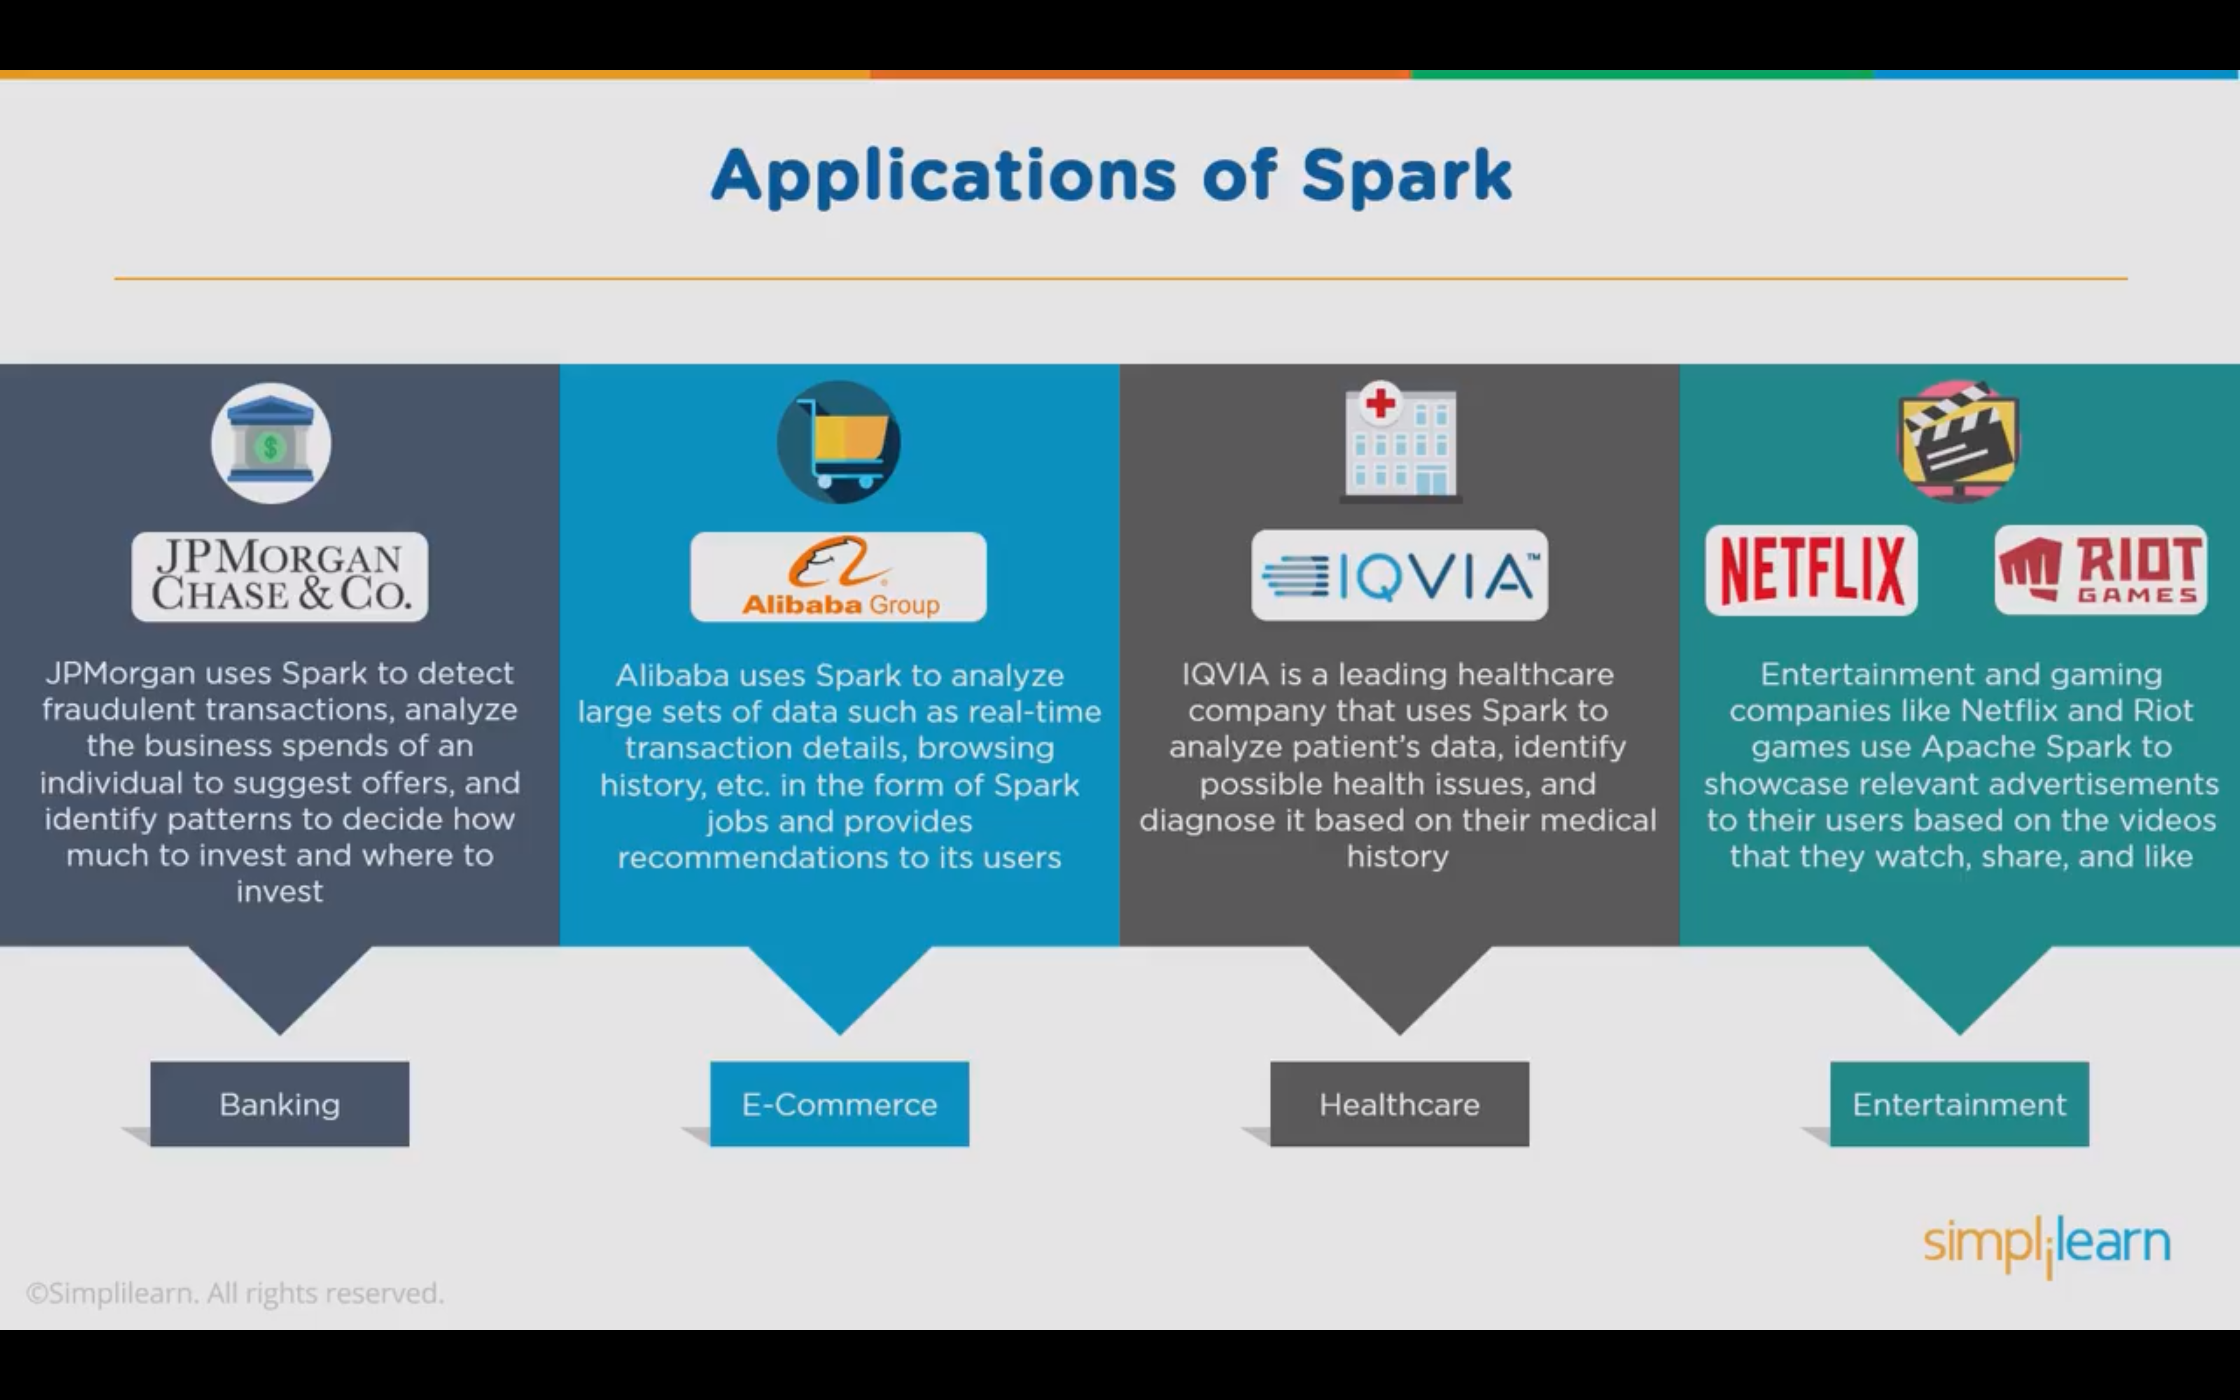 Applications of Spark
JPMORGAN
CHASE & CO.
JPMorgan uses Spark to detect
fraudulent transactions, analyze
the business spends of an
individual to suggest offers, and
identify patterns to decide how
much to invest and where to
invest
Banking
Alibaba Group
Alibaba uses Spark to analyze
large sets of data such as real-time
transaction details, browsing
history, etc. in the form of Spark
jobs and provides
recommendations to its users
E-Commerce
IQVIA™
IQVIA is a leading healthcare
company that uses Spark to
analyze patient's data, identify
possible health issues, and
diagnose it based on their medical
history
Healthcare
NETFLIX
RIOT
GAMES
Entertainment and gaming
companies like Netflix and Riot
games use Apache Spark to
showcase relevant advertisements
to their users based on the videos
that they watch, share, and like
Entertainment
simplilearn
©Simplilearn. All rights reserved.